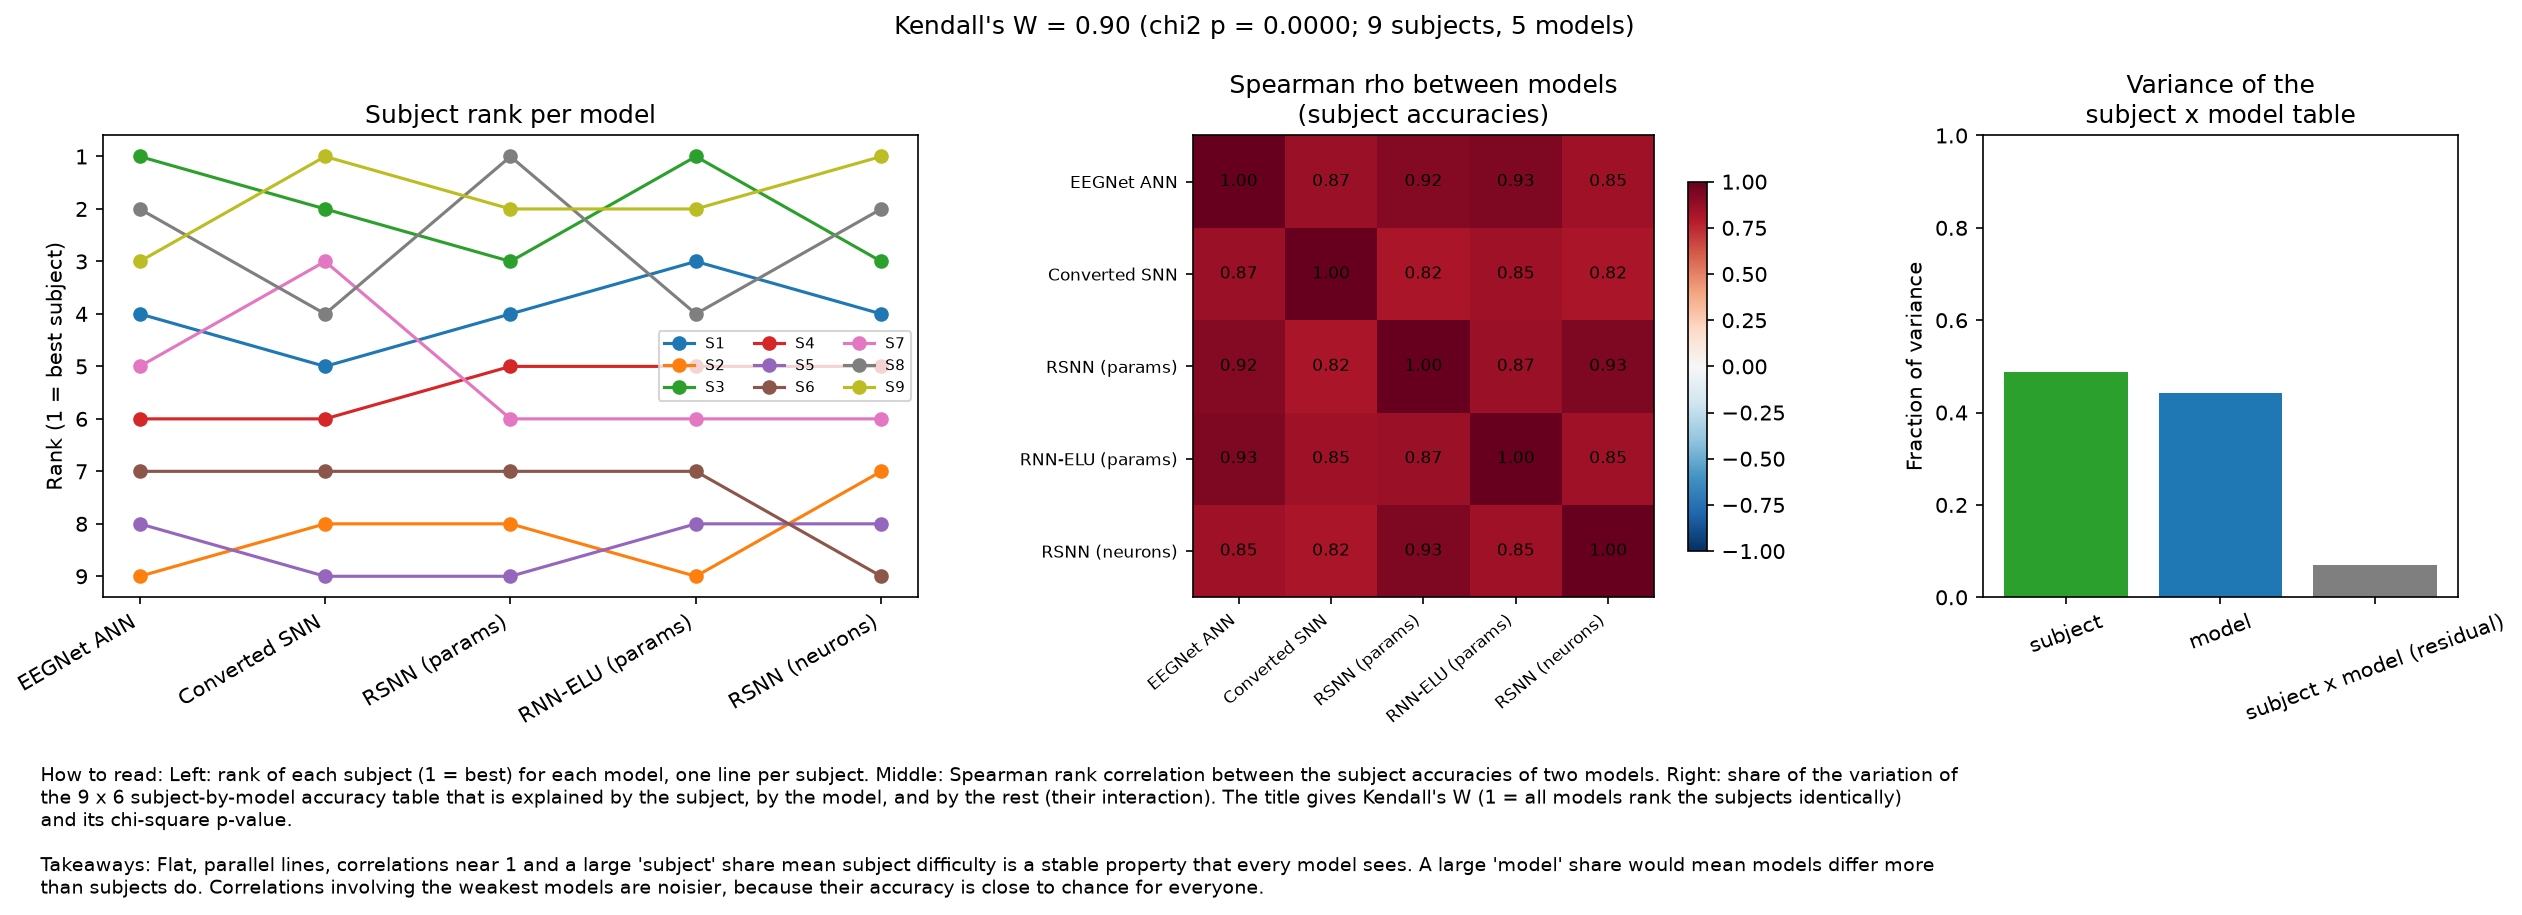 Kendall's W = 0.90 (chi2 p = 0.0000; 9 subjects, 5 models)
Subject rank per model
Rank (1 = best subject)
1
2
3
4
5
6
7
8
9
S1
S4
S7
S2
S5
S8
S3
S6
S9
EEGNet ANN
Converted SNN
RSNN (params)
RNN-ELU (params)
RSNN (neurons)
Spearman rho between models
(subject accuracies)
EEGNet ANN
1.00 0.87 0.92 0.93 0.85
Converted SNN
0.87 1.00 0.82 0.85 0.82
RSNN (params)
0.92 0.82 1.00 0.87 0.93
RNN-ELU (params)
0.93 0.85 0.87 1.00 0.85
RSNN (neurons)
0.85 0.82 0.93 0.85 1.00
EEGNet ANN
Converted SNN
RSNN (params)
RNN-ELU (params)
RSNN (neurons)
1.00
0.75
0.50
0.25
0.00
−0.25
−0.50
−0.75
−1.00
Variance of the
subject x model table
Fraction of variance
1.0
0.8
0.6
0.4
0.2
0.0
subject
model
subject x model (residual)
How to read: Left: rank of each subject (1 = best) for each model, one line per subject. Middle: Spearman rank correlation between the subject accuracies of two models. Right: share of the variation of
the 9 x 6 subject-by-model accuracy table that is explained by the subject, by the model, and by the rest (their interaction). The title gives Kendall's W (1 = all models rank the subjects identically)
and its chi-square p-value.
Takeaways: Flat, parallel lines, correlations near 1 and a large 'subject' share mean subject difficulty is a stable property that every model sees. A large 'model' share would mean models differ more
than subjects do. Correlations involving the weakest models are noisier, because their accuracy is close to chance for everyone.